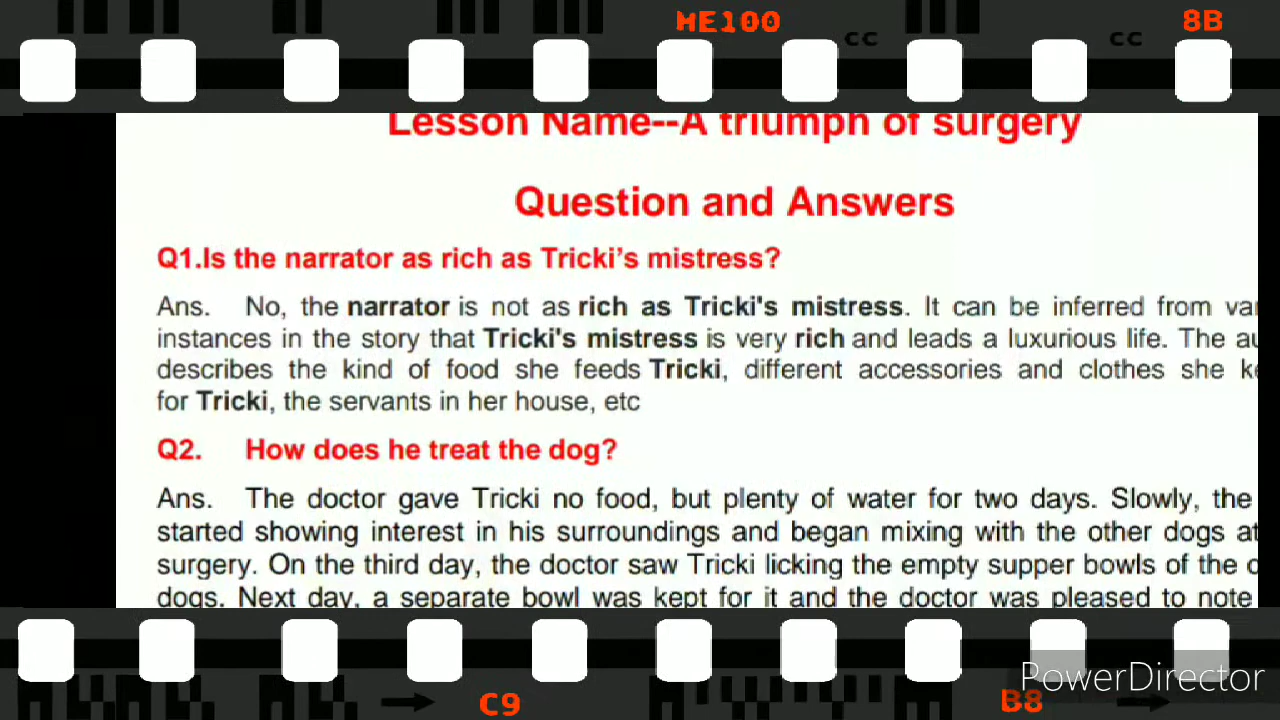 HE100
8B
cc
cc
Lesson Name--A triumph of surgery
Question and Answers
Q1.Is the narrator as rich as Tricki's mistress?
Ans. No, the narrator is not as rich as Tricki's mistress. It can be inferred from
instances in the story that Tricki's mistress is very rich and leads a luxurious life. The
describes the kind of food she feeds Tricki, different accessories and clothes she
for Tricki, the servants in her house, etc
Q2. How does he treat the dog?
Ans. The doctor gave Tricki no food, but plenty of water for two days. Slowly, the
started showing interest in his surroundings and began mixing with the other dogs at
surgery. On the third day, the doctor saw Tricki licking the empty supper bowls of the
dogs. Next day, a separate bowl was kept for it and the doctor was pleased to note
PowerDirector
C9
B8